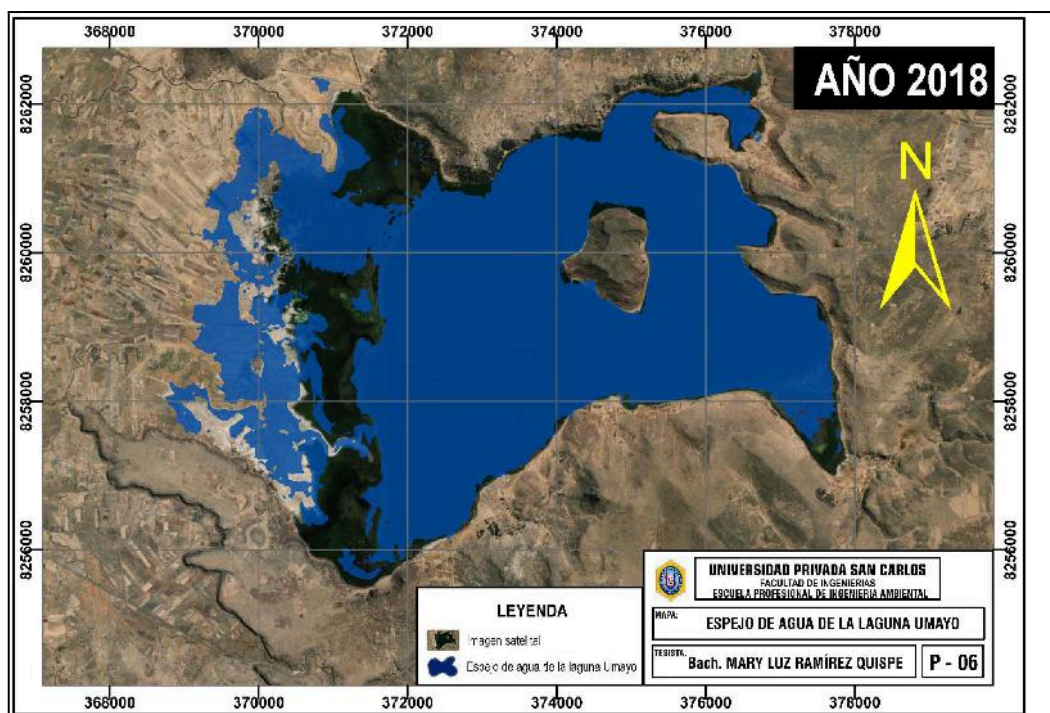 368000 370000 372000 374000 376000 378000
AÑO 2018
N
8262000 8262000
8260000 8260000
8258000 8258000
8256000 8256000
LEYENDA
Imagen satelital
Espejo de agua de la laguna Umayo
UNIVERSIDAD PRIVADA SAN CARLOS
FACULTAD DE INGENIERIAS
ESCUELA PROFESIONAL DE INGENIERIA AMBIENTAL
MAPA:
ESPEJO DE AGUA DE LA LAGUNA UMAYO
TESISTA:
Bach. MARY LUZ RAMÍREZ QUISPE
P - 06
368000 370000 372000 374000 376000 378000